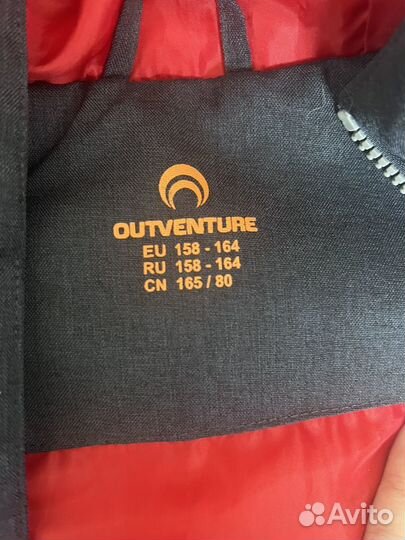 OUTVENTURE
EU 158 - 164
RU 158 - 164
CN 165 / 80
Avito